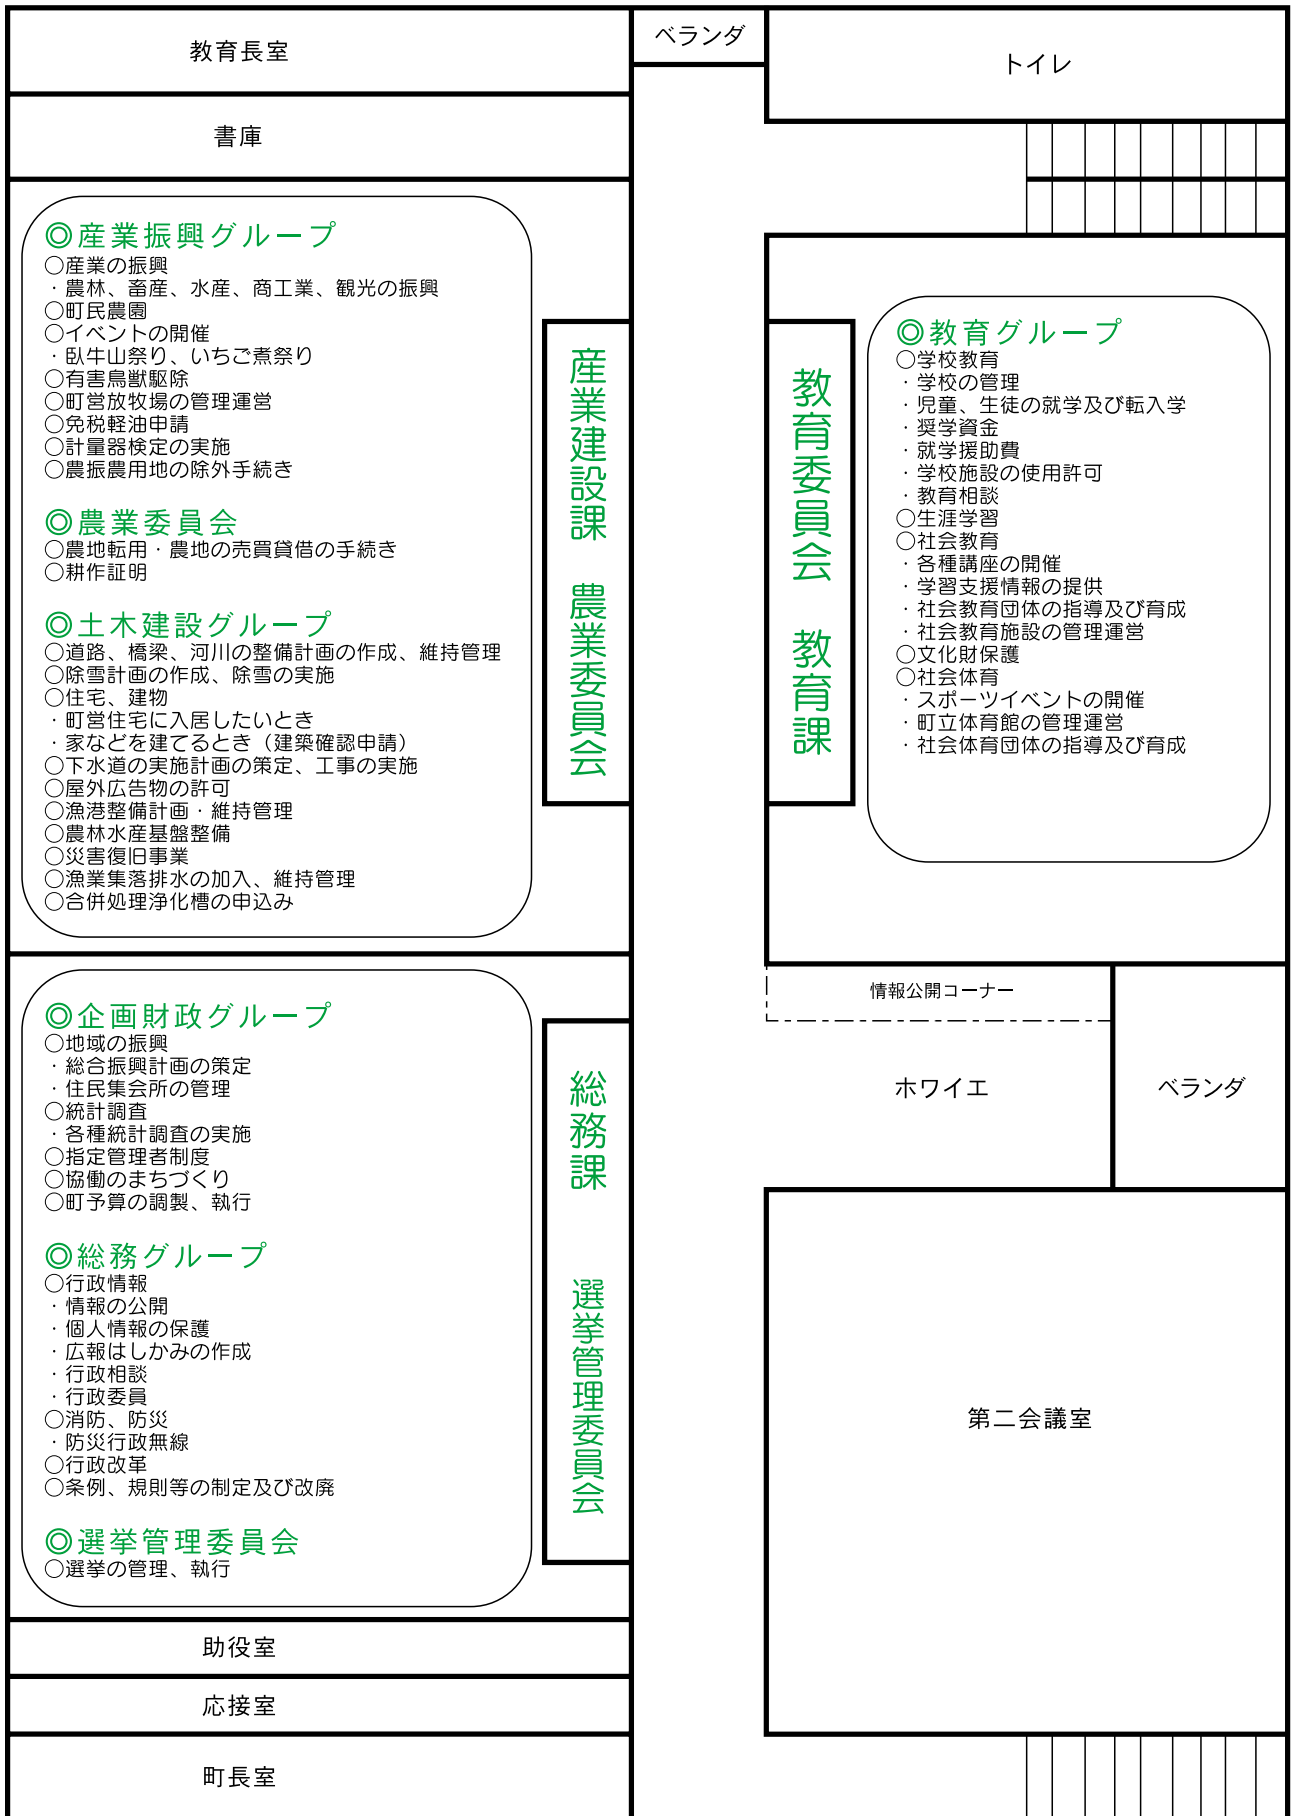 教育長室
ベランダ
トイレ
書庫
◎産業振興グループ
○産業の振興
・農林、畜産、水産、商工業、観光の振興
○町民農園
○イベントの開催
・臥牛山祭り、いちご煮祭り
○有害鳥獣駆除
○町営放牧場の管理運営
○免税軽油申請
○計量器検定の実施
○農振農用地の除外手続き
◎農業委員会
○農地転用・農地の売買貸借の手続き
○耕作証明
◎土木建設グループ
○道路、橋梁、河川の整備計画の作成、維持管理
○除雪計画の作成、除雪の実施
○住宅、建物
・町営住宅に入居したいとき
・家などを建てるとき（建築確認申請）
○下水道の実施計画の策定、工事の実施
○屋外広告物の許可
○漁港整備計画・維持管理
○農林水産基盤整備
○災害復旧事業
○漁業集落排水の加入、維持管理
○合併処理浄化槽の申込み
産業建設課　農業委員会
教育委員会　教育課
◎教育グループ
○学校教育
・学校の管理
・児童、生徒の就学及び転入学
・奨学資金
・就学援助費
・学校施設の使用許可
・教育相談
○生涯学習
○社会教育
・各種講座の開催
・学習支援情報の提供
・社会教育団体の指導及び育成
・社会教育施設の管理運営
○文化財保護
○社会体育
・スポーツイベントの開催
・町立体育館の管理運営
・社会体育団体の指導及び育成
◎企画財政グループ
○地域の振興
・総合振興計画の策定
・住民集会所の管理
○統計調査
・各種統計調査の実施
○指定管理者制度
○協働のまちづくり
○町予算の調製、執行
◎総務グループ
○行政情報
・情報の公開
・個人情報の保護
・広報はしかみの作成
・行政相談
・行政委員
○消防、防災
・防災行政無線
○行政改革
○条例、規則等の制定及び改廃
◎選挙管理委員会
○選挙の管理、執行
総務課　選挙管理委員会
情報公開コーナー
ホワイエ
ベランダ
第二会議室
助役室
応接室
町長室